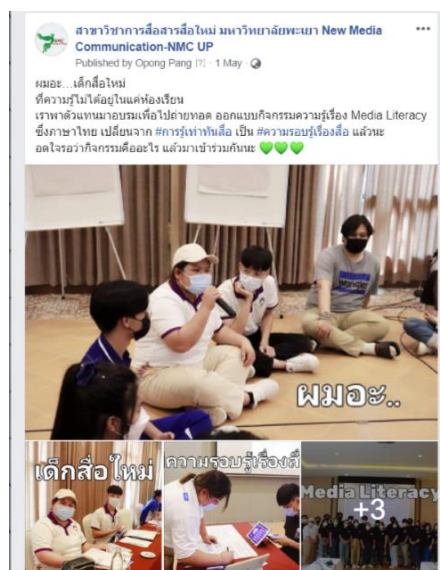 สาขาวิชาการสื่อสารสื่อใหม่ มหาวิทยาลัยพะเยา New Media
Communication-NMC UP
Published by Opong Pang [?] · 1 May ·
ผมอะ...เด็กสื่อใหม่
ที่ความรู้ไม่ได้อยู่ในแค่ห้องเรียน
เราพาตัวแทนมาอบรมเพื่อไปถ่ายทอด ออกแบบกิจกรรมความรู้เรื่อง Media Literacy
ซึ่งภาษาไทย เปลี่ยนจาก #การรู้เท่าทันสื่อ เป็น #ความรอบรู้เรื่องสื่อ แล้วนะ
อดใจรอว่ากิจกรรมคืออะไร แล้วมาเข้าร่วมกันนะ 💚💚💚
ผมอะ..
เด็กสื่อใหม่
ความรอบรู้เรื่องสื่
Media Literacy
+3